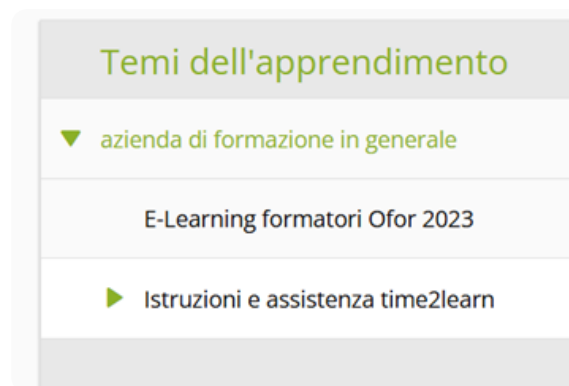 Temi dell'apprendimento
azienda di formazione in generale
E-Learning formatori Ofor 2023
Istruzioni e assistenza time2learn